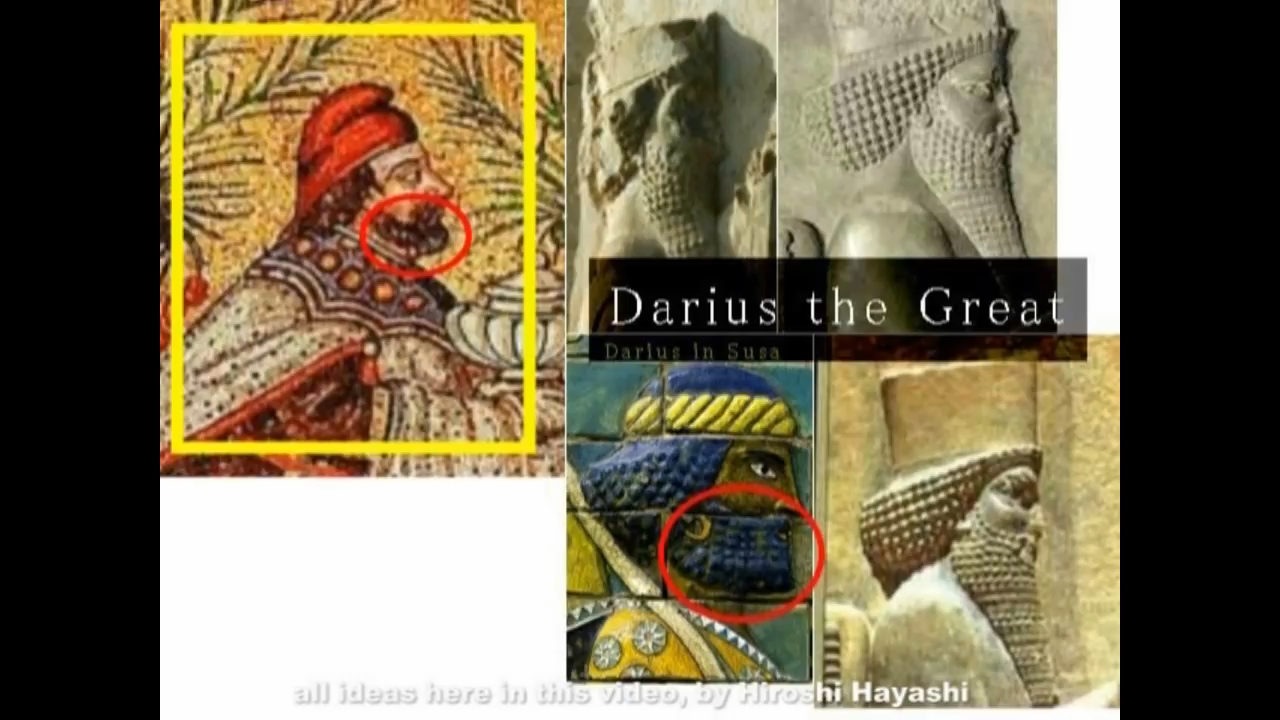 Darius the Great
Darius in Susa
all ideas here in this video, by Hiroshi Hayashi